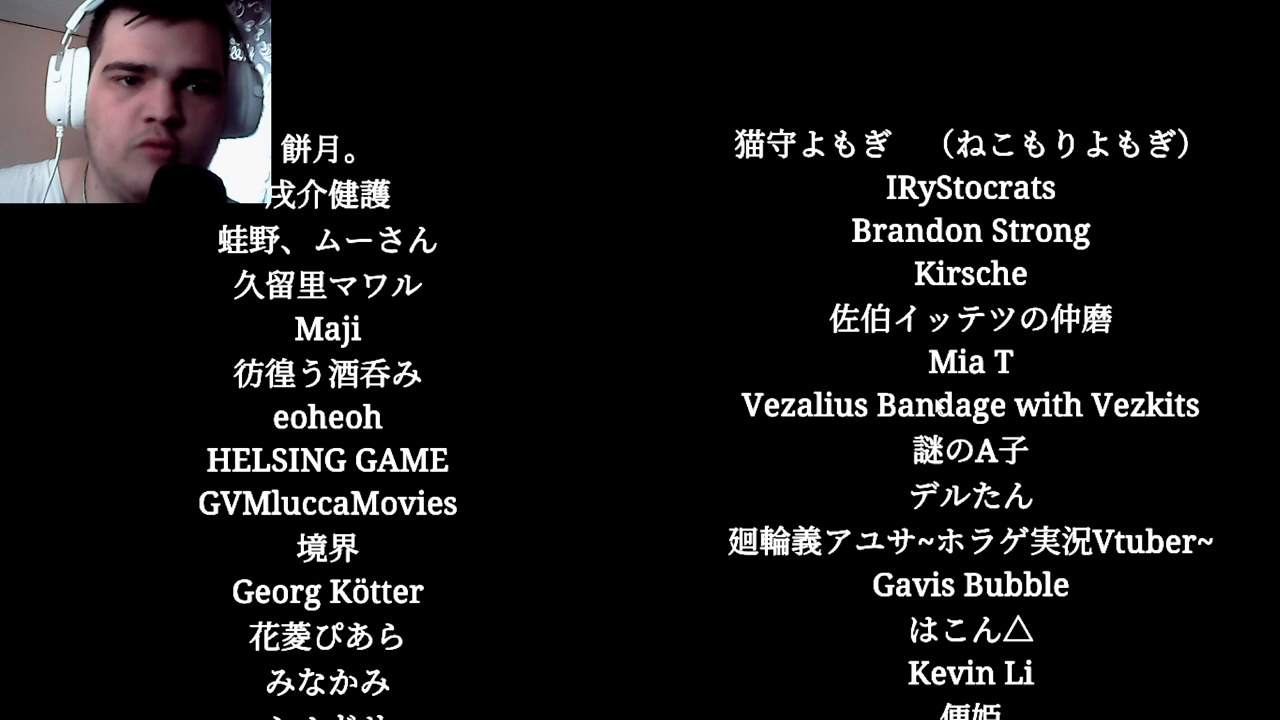 餅月。
戌介健護
蛙野、ムーさん
久留里マワル
Maji
彷徨う酒呑み
eoheoh
HELSING GAME
GVMluccaMovies
境界
Georg Kötter
花菱ぴあら
みなかみ
猫守よもぎ　（ねこもりよもぎ）
IRyStocrats
Brandon Strong
Kirsche
佐伯イッテツの仲磨
Mia T
Vezalius Bandage with Vezkits
謎のA子
デルたん
廻輪義アユサ~ホラゲ実況Vtuber~
Gavis Bubble
はこん△
Kevin Li